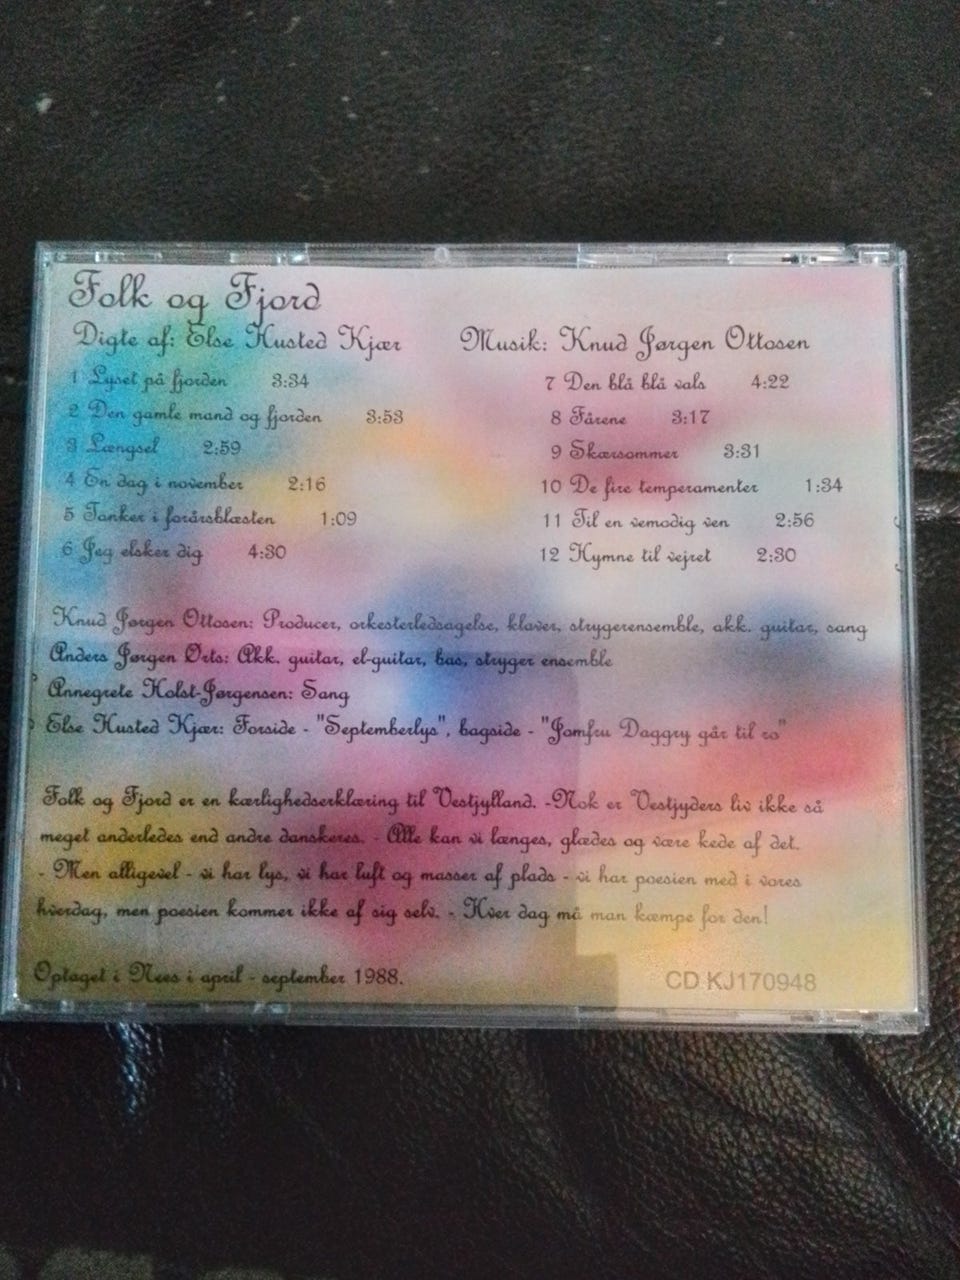 Folk og Fjord
Digte af: Else Husted Kjær
Musik: Knud Jørgen Ottosen
1 Lyset på fjorden 3:34
2 Den gamle mand og fjorden 3:53
3 Længsel 2:59
4 En dag i november 2:16
5 Tanker i forårsblæsten 1:09
6 Jeg elsker dig 4:30
7 Den blå blå vals 4:22
8 Fårene 3:17
9 Skærsommer 3:31
10 De fire temperamenter 1:34
11 Til en vemodig ven 2:56
12 Hymne til vejret 2:30
Knud Jørgen Ottosen: Producer, orkesterledsagelse, klaver, strygerensemble, akk. guitar, sang
Anders Jørgen Orts: Akk. guitar, el-guitar, bas, stryger ensemble
Annegrete Holst-Jørgensen: Sang
Else Husted Kjær: Forside - "Septemberlys", bagside - "Jomfru Daggry går til ro"
Folk og Fjord er en kærlighedserklæring til Vestjylland. -Nok er Vestjyders liv ikke så
meget anderledes end andre danskeres. - Alle kan vi længes, glædes og være kede af det.
- Men alligevel - vi har lys, vi har luft og masser af plads - vi har poesien med i vores
hverdag, men poesien kommer ikke af sig selv. - Hver dag må man kæmpe for den!
Optaget i Nees i april - september 1988.
CD KJ170948